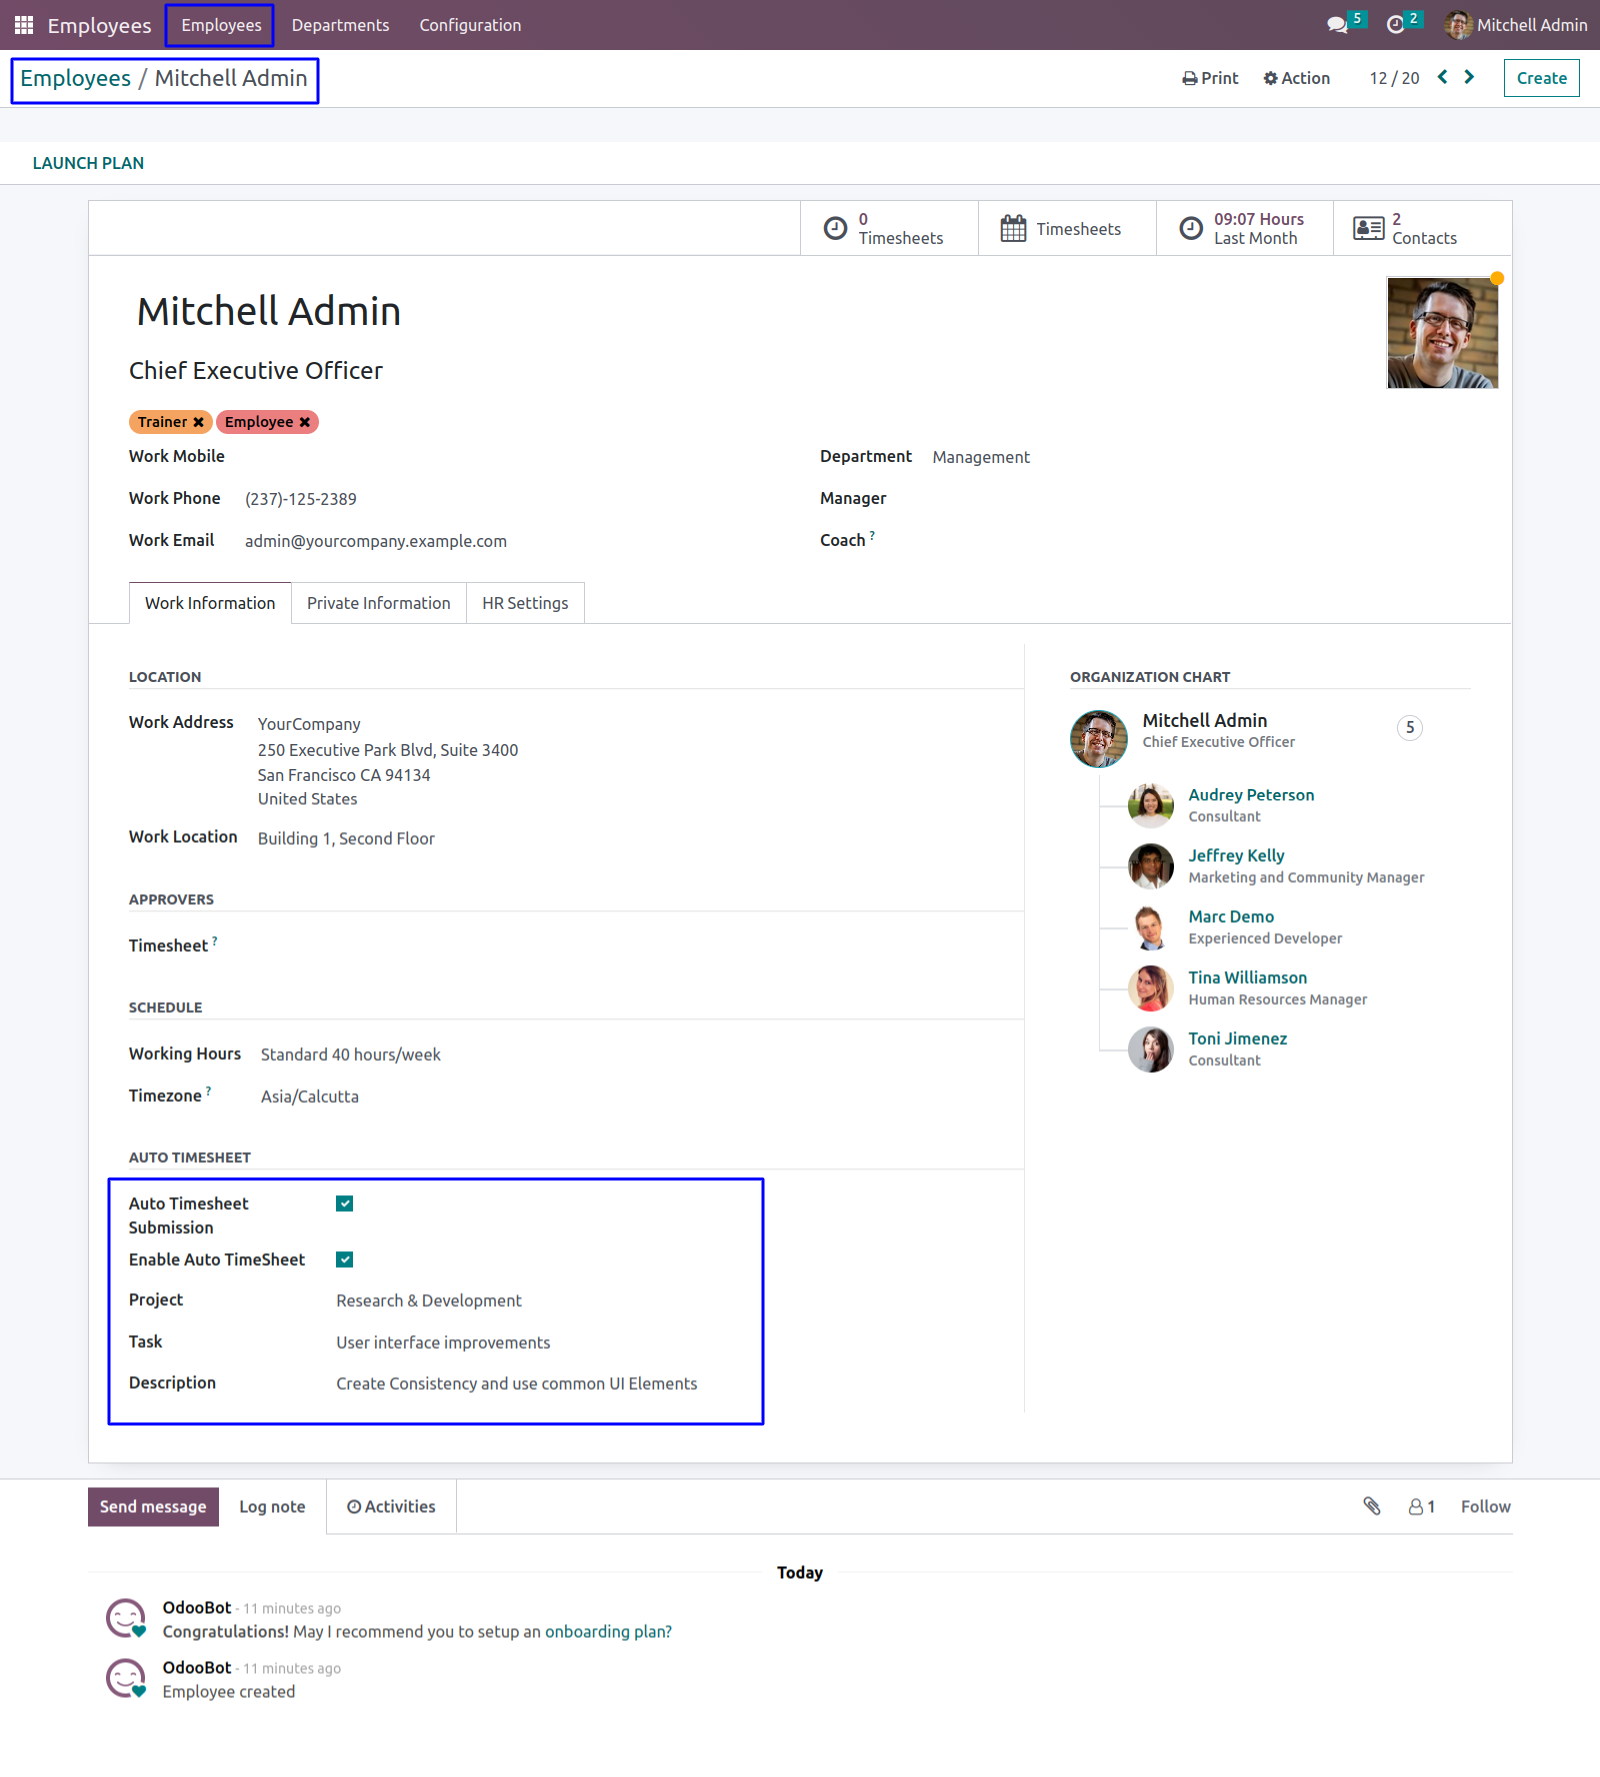 Employees Employees Departments Configuration 5 2 Mitchell Admin
Employees / Mitchell Admin Print Action 12 / 20 Create
LAUNCH PLAN
0
Timesheets
Timesheets
09:07 Hours
Last Month
2
Contacts
Mitchell Admin
Chief Executive Officer
Trainer Employee
Work Mobile
Work Phone (237)-125-2389
Work Email admin@yourcompany.example.com
Department Management
Manager
Coach ?
Work Information Private Information HR Settings
LOCATION
Work Address YourCompany
250 Executive Park Blvd, Suite 3400
San Francisco CA 94134
United States
Work Location Building 1, Second Floor
APPROVERS
Timesheet ?
SCHEDULE
Working Hours Standard 40 hours/week
Timezone ? Asia/Calcutta
AUTO TIMESHEET
Auto Timesheet
Submission
Enable Auto TimeSheet
Project Research & Development
Task User interface improvements
Description Create Consistency and use common UI Elements
ORGANIZATION CHART
Mitchell Admin
Chief Executive Officer
5
Audrey Peterson
Consultant
Jeffrey Kelly
Marketing and Community Manager
Marc Demo
Experienced Developer
Tina Williamson
Human Resources Manager
Toni Jimenez
Consultant
Send message Log note Activities 1 Follow
Today
OdooBot - 11 minutes ago
Congratulations! May I recommend you to setup an onboarding plan?
OdooBot - 11 minutes ago
Employee created